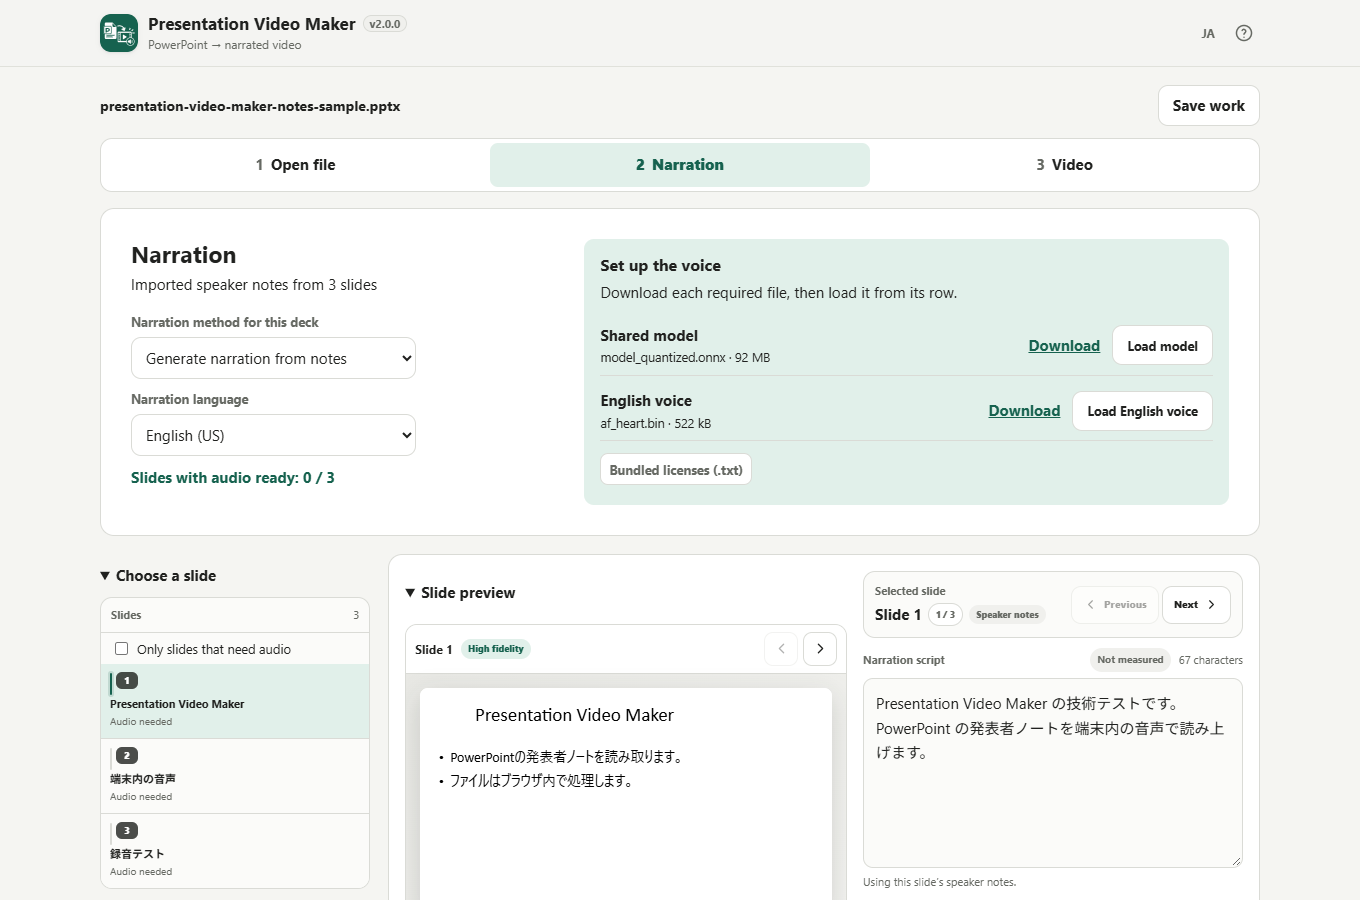 Presentation Video Maker v2.0.0
PowerPoint → narrated video
JA
presentation-video-maker-notes-sample.pptx
Save work
1 Open file
2 Narration
3 Video
Narration
Imported speaker notes from 3 slides
Narration method for this deck
Generate narration from notes
Narration language
English (US)
Slides with audio ready: 0 / 3
Set up the voice
Download each required file, then load it from its row.
Shared model
model_quantized.onnx · 92 MB
Download
Load model
English voice
af_heart.bin · 522 kB
Download
Load English voice
Bundled licenses (.txt)
▼ Choose a slide
Slides 3
Only slides that need audio
1
Presentation Video Maker
Audio needed
2
端末内の音声
Audio needed
3
録音テスト
Audio needed
▼ Slide preview
Slide 1 High fidelity
Presentation Video Maker
• PowerPointの発表者ノートを読み取ります。
• ファイルはブラウザ内で処理します。
Selected slide
Slide 1 1 / 3 Speaker notes
Previous
Next
Narration script
Not measured 67 characters
Presentation Video Maker の技術テストです。
PowerPoint の発表者ノートを端末内の音声で読み上
げます。
Using this slide's speaker notes.